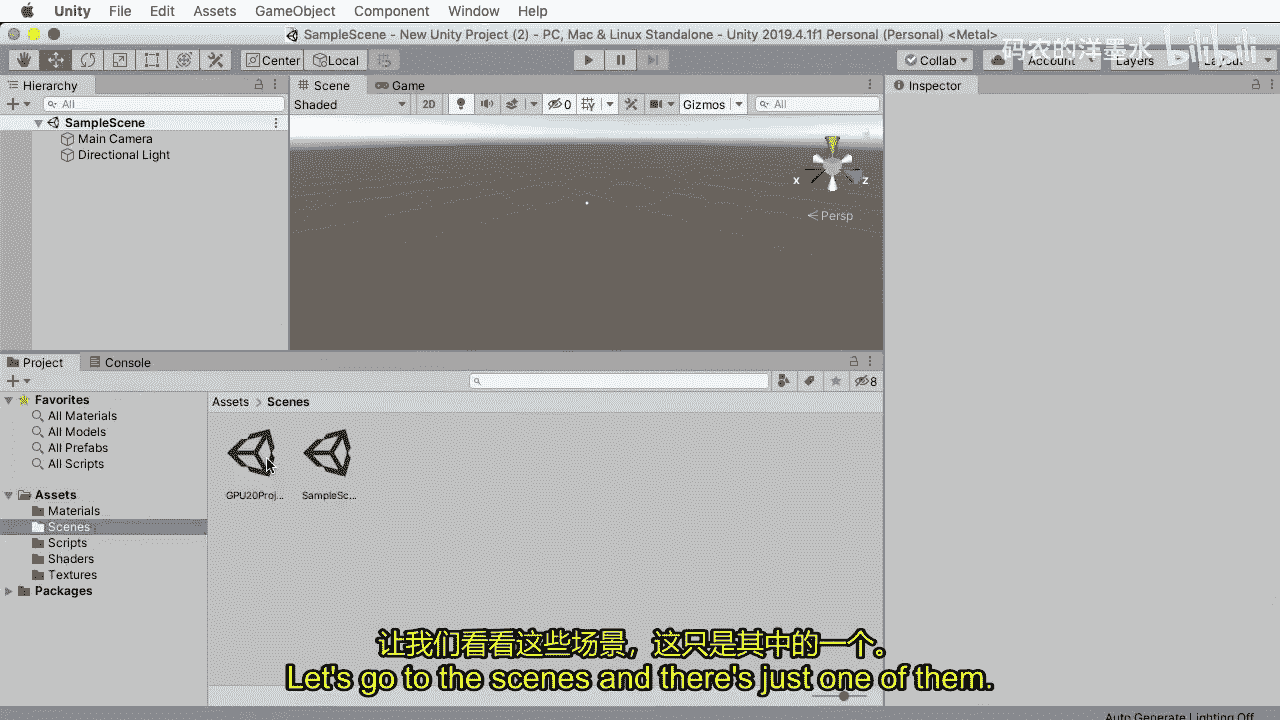 Unity File Edit Assets GameObject Component Window Help
SampleScene - New Unity Project (2) - PC, Mac & Linux Standalone - Unity 2019.4.1f1 Personal (Personal) <Metal>
码农的洋墨水 bilibili
Center Local Collab Account Layers
Hierarchy Scene Game Inspector
All Shaded 2D 0 Gizmos All
SampleScene
Main Camera
Directional Light
x z
Persp
Project Console
8
Favorites Assets > Scenes
All Materials
All Models
All Prefabs
All Scripts
GPU20Proj... SampleSc...
Assets
Materials
Scenes
Scripts
Shaders
Textures
Packages
让我们看看这些场景，这只是其中的一个。
Let's go to the scenes and there's just one of them.
Auto Generate Lighting Off